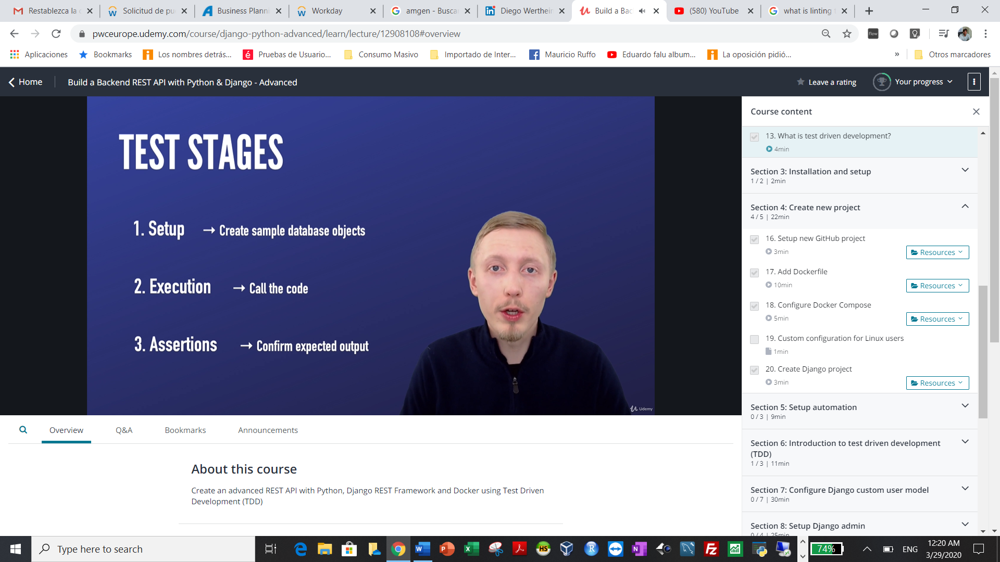 Restablezca la c
Solicitud de pu
Business Planni
Workday
amgen - Busca
Diego Wertheir
Build a Bac
(580) YouTube
what is linting
pwceurope.udemy.com/course/django-python-advanced/learn/lecture/12908108#overview
Aplicaciones
Bookmarks
Los nombres detrás...
Pruebas de Usuario...
Consumo Masivo
Importado de Inter...
Mauricio Ruffo
Eduardo falu album...
La oposición pidió...
»
Otros marcadores
Home
Build a Backend REST API with Python & Django - Advanced
Leave a rating
Your progress
TEST STAGES
1. Setup → Create sample database objects
2. Execution → Call the code
3. Assertions → Confirm expected output
Udemy
Course content
13. What is test driven development?
4min
Section 3: Installation and setup
1 / 2 | 2min
Section 4: Create new project
4 / 5 | 22min
16. Setup new GitHub project
3min
Resources
17. Add Dockerfile
10min
Resources
18. Configure Docker Compose
5min
Resources
19. Custom configuration for Linux users
1min
20. Create Django project
3min
Resources
Section 5: Setup automation
0 / 3 | 9min
Section 6: Introduction to test driven development
(TDD)
1 / 3 | 11min
Section 7: Configure Django custom user model
0 / 7 | 30min
Section 8: Setup Django admin
0 / 4 | 25min
Overview
Q&A
Bookmarks
Announcements
About this course
Create an advanced REST API with Python, Django REST Framework and Docker using Test Driven
Development (TDD)
Type here to search
74%
ENG
12:20 AM
3/29/2020